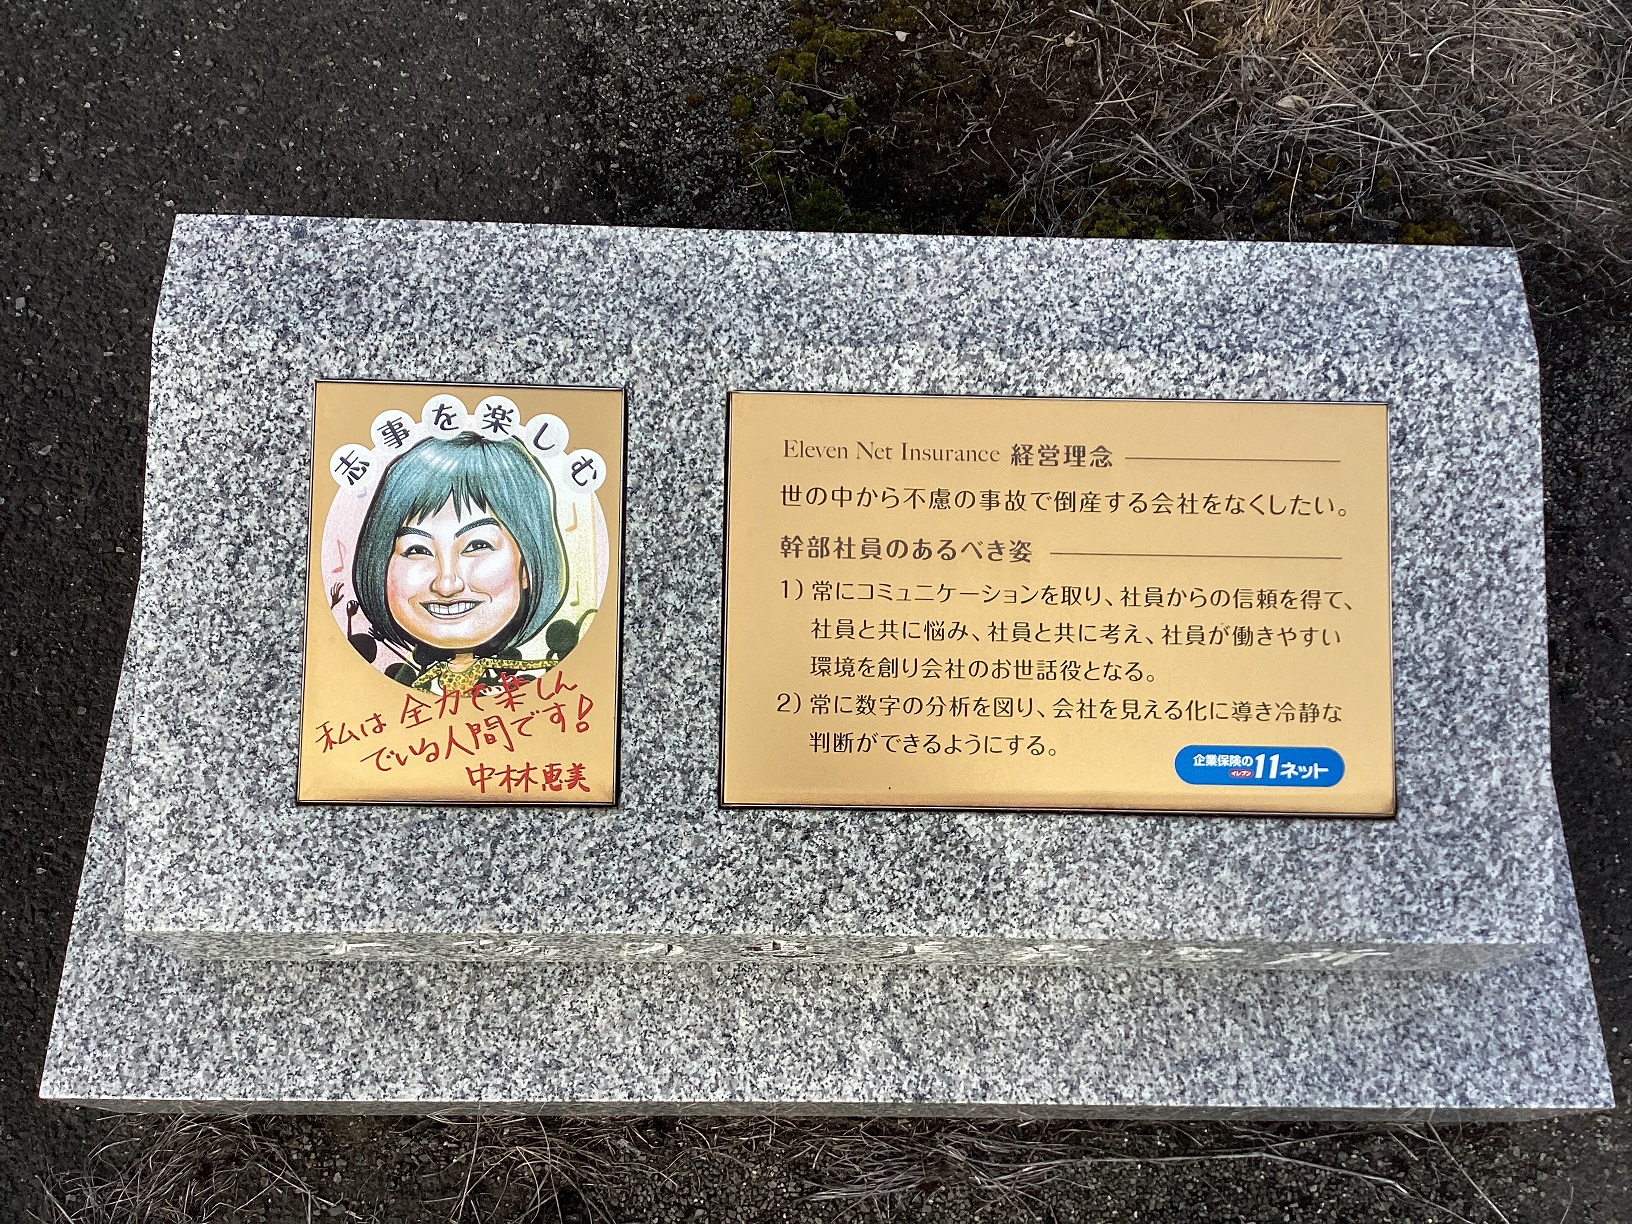 志事を楽しむ
私は 全力で楽しん
でいる人間です!
中林恵美
Eleven Net Insurance 経営理念
世の中から不慮の事故で倒産する会社をなくしたい。
幹部社員のあるべき姿
1)常にコミュニケーションを取り、社員からの信頼を得て、
社員と共に悩み、社員と共に考え、社員が働きやすい
環境を創り会社のお世話役となる。
2)常に数字の分析を図り、会社を見える化に導き冷静な
判断ができるようにする。
企業保険の
イレブン
11ネット